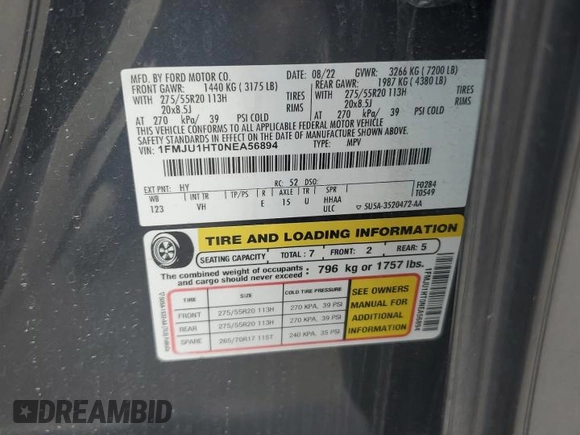 MFD. BY FORD MOTOR CO.
08/22 GVWR: 3266 KG ( 7200 LB)
FRONT GAWR: 1440 KG ( 3175 LB)
REAR GAWR: 1987 KG ( 4380 LB)
WITH 275/55R20 113H TIRES
WITH 275/55R20 113H TIRES
20x8.5J RIMS
20x8.5J RIMS
AT 270 kPa/ 39 PSI COLD
AT 270 kPa/ 39 PSI COLD
THIS VEHICLE CONFORMS TO ALL APPLICABLE FEDERAL MOTOR VEHICLE
SAFETY STANDARDS IN EFFECT ON THE DATE OF MANUFACTURE SHOWN ABOVE.
VIN: 1FMJU1HT0NEA56894
TYPE: MPV
EXT PNT: HY RC: 52 DSO: F0284
WB INT TR TP/PS R AXLE TR SPR T0549
123 VH E 15 U HHAA
ULC 5U5A-3520472-AA
TIRE AND LOADING INFORMATION
SEATING CAPACITY TOTAL: 7 FRONT: 2 REAR: 5
The combined weight of occupants and cargo should never exceed: 796 kg or 1757 lbs.
TIRE SIZE COLD TIRE PRESSURE
FRONT 275/55R20 113H 270 KPA, 39 PSI
REAR 275/55R20 113H 270 KPA, 39 PSI
SPARE 265/70R17 115T 240 KPA, 35 PSI
SEE OWNERS
MANUAL FOR
ADDITIONAL
INFORMATION
1FMJU1HT0NEA56894
DREAMBID